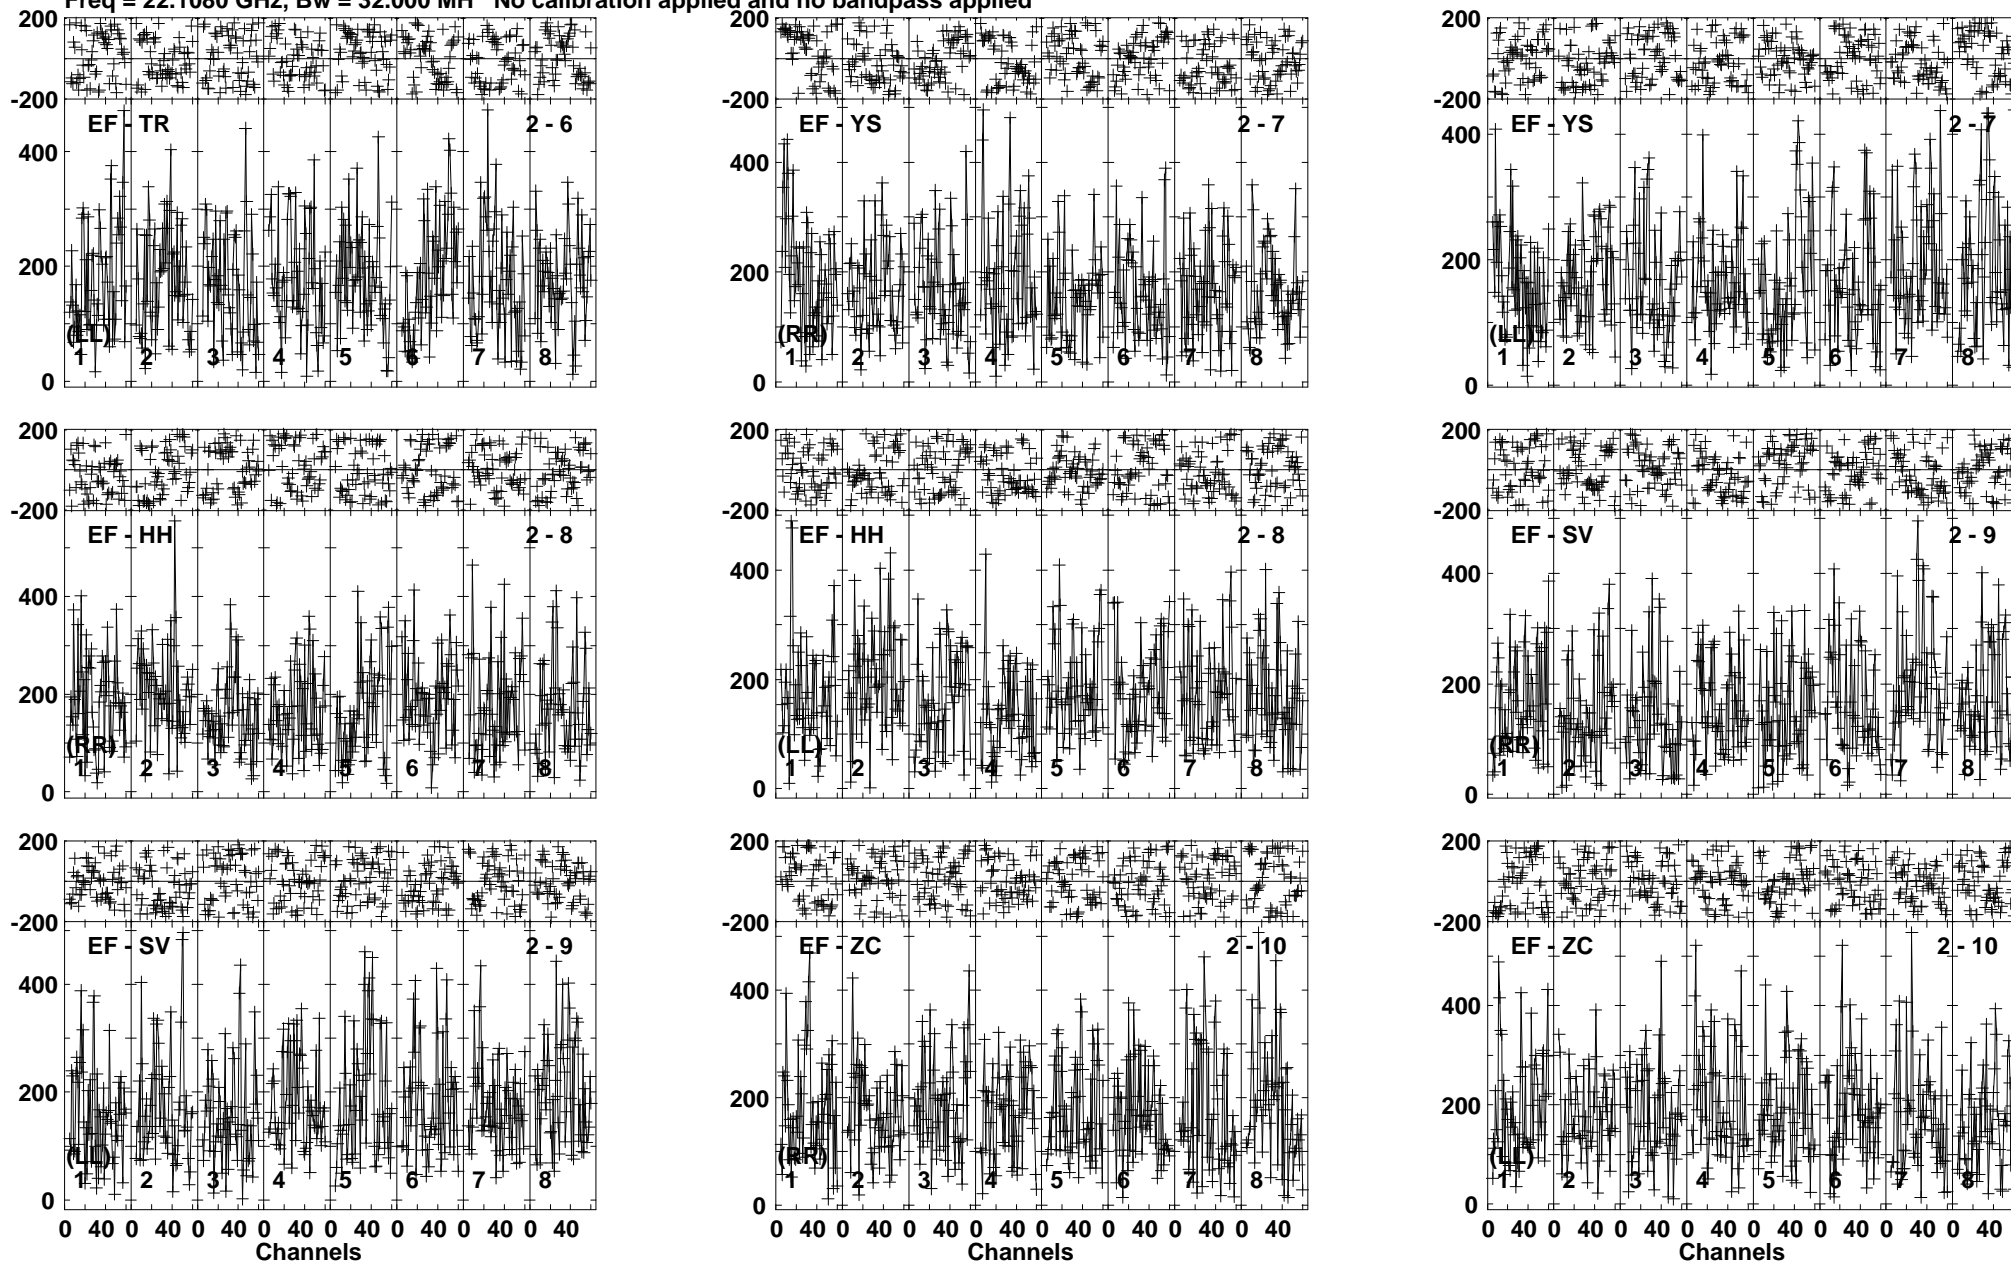 Freq = 22.1080 GHz, Bw = 32.000 MH No calibration applied and no bandpass applied
200 200 200
-200 -200 -200
EF - TR 2 - 6 EF - YS 2 - 7 EF - YS 2 - 7
400 400 400
200 200 200
(LL) (RR) (LL)
1 2 3 4 5 6 7 8 1 2 3 4 5 6 7 8 1 2 3 4 5 6 7 8
0 0 0
200 200 200
-200 -200 -200
EF - HH 2 - 8 EF - HH 2 - 8 EF - SV 2 - 9
400 400 400
200 200 200
(RR) (LL) (RR)
1 2 3 4 5 6 7 8 1 2 3 4 5 6 7 8 1 2 3 4 5 6 7 8
0 0 0
200 200 200
-200 -200 -200
EF - SV 2 - 9 EF - ZC 2 - 10 EF - ZC 2 - 10
400 400 400
200 200 200
(LL) (RR) (LL)
1 2 3 4 5 6 7 8 1 2 3 4 5 6 7 8 1 2 3 4 5 6 7 8
0 0 0
0 40 0 40 0 40 0 40 0 40 0 40 0 40 0 40 0 40 0 40 0 40 0 40 0 40 0 40 0 40 0 40 0 40 0 40 0 40 0 40 0 40 0 40 0 40 0 40
Channels Channels Channels